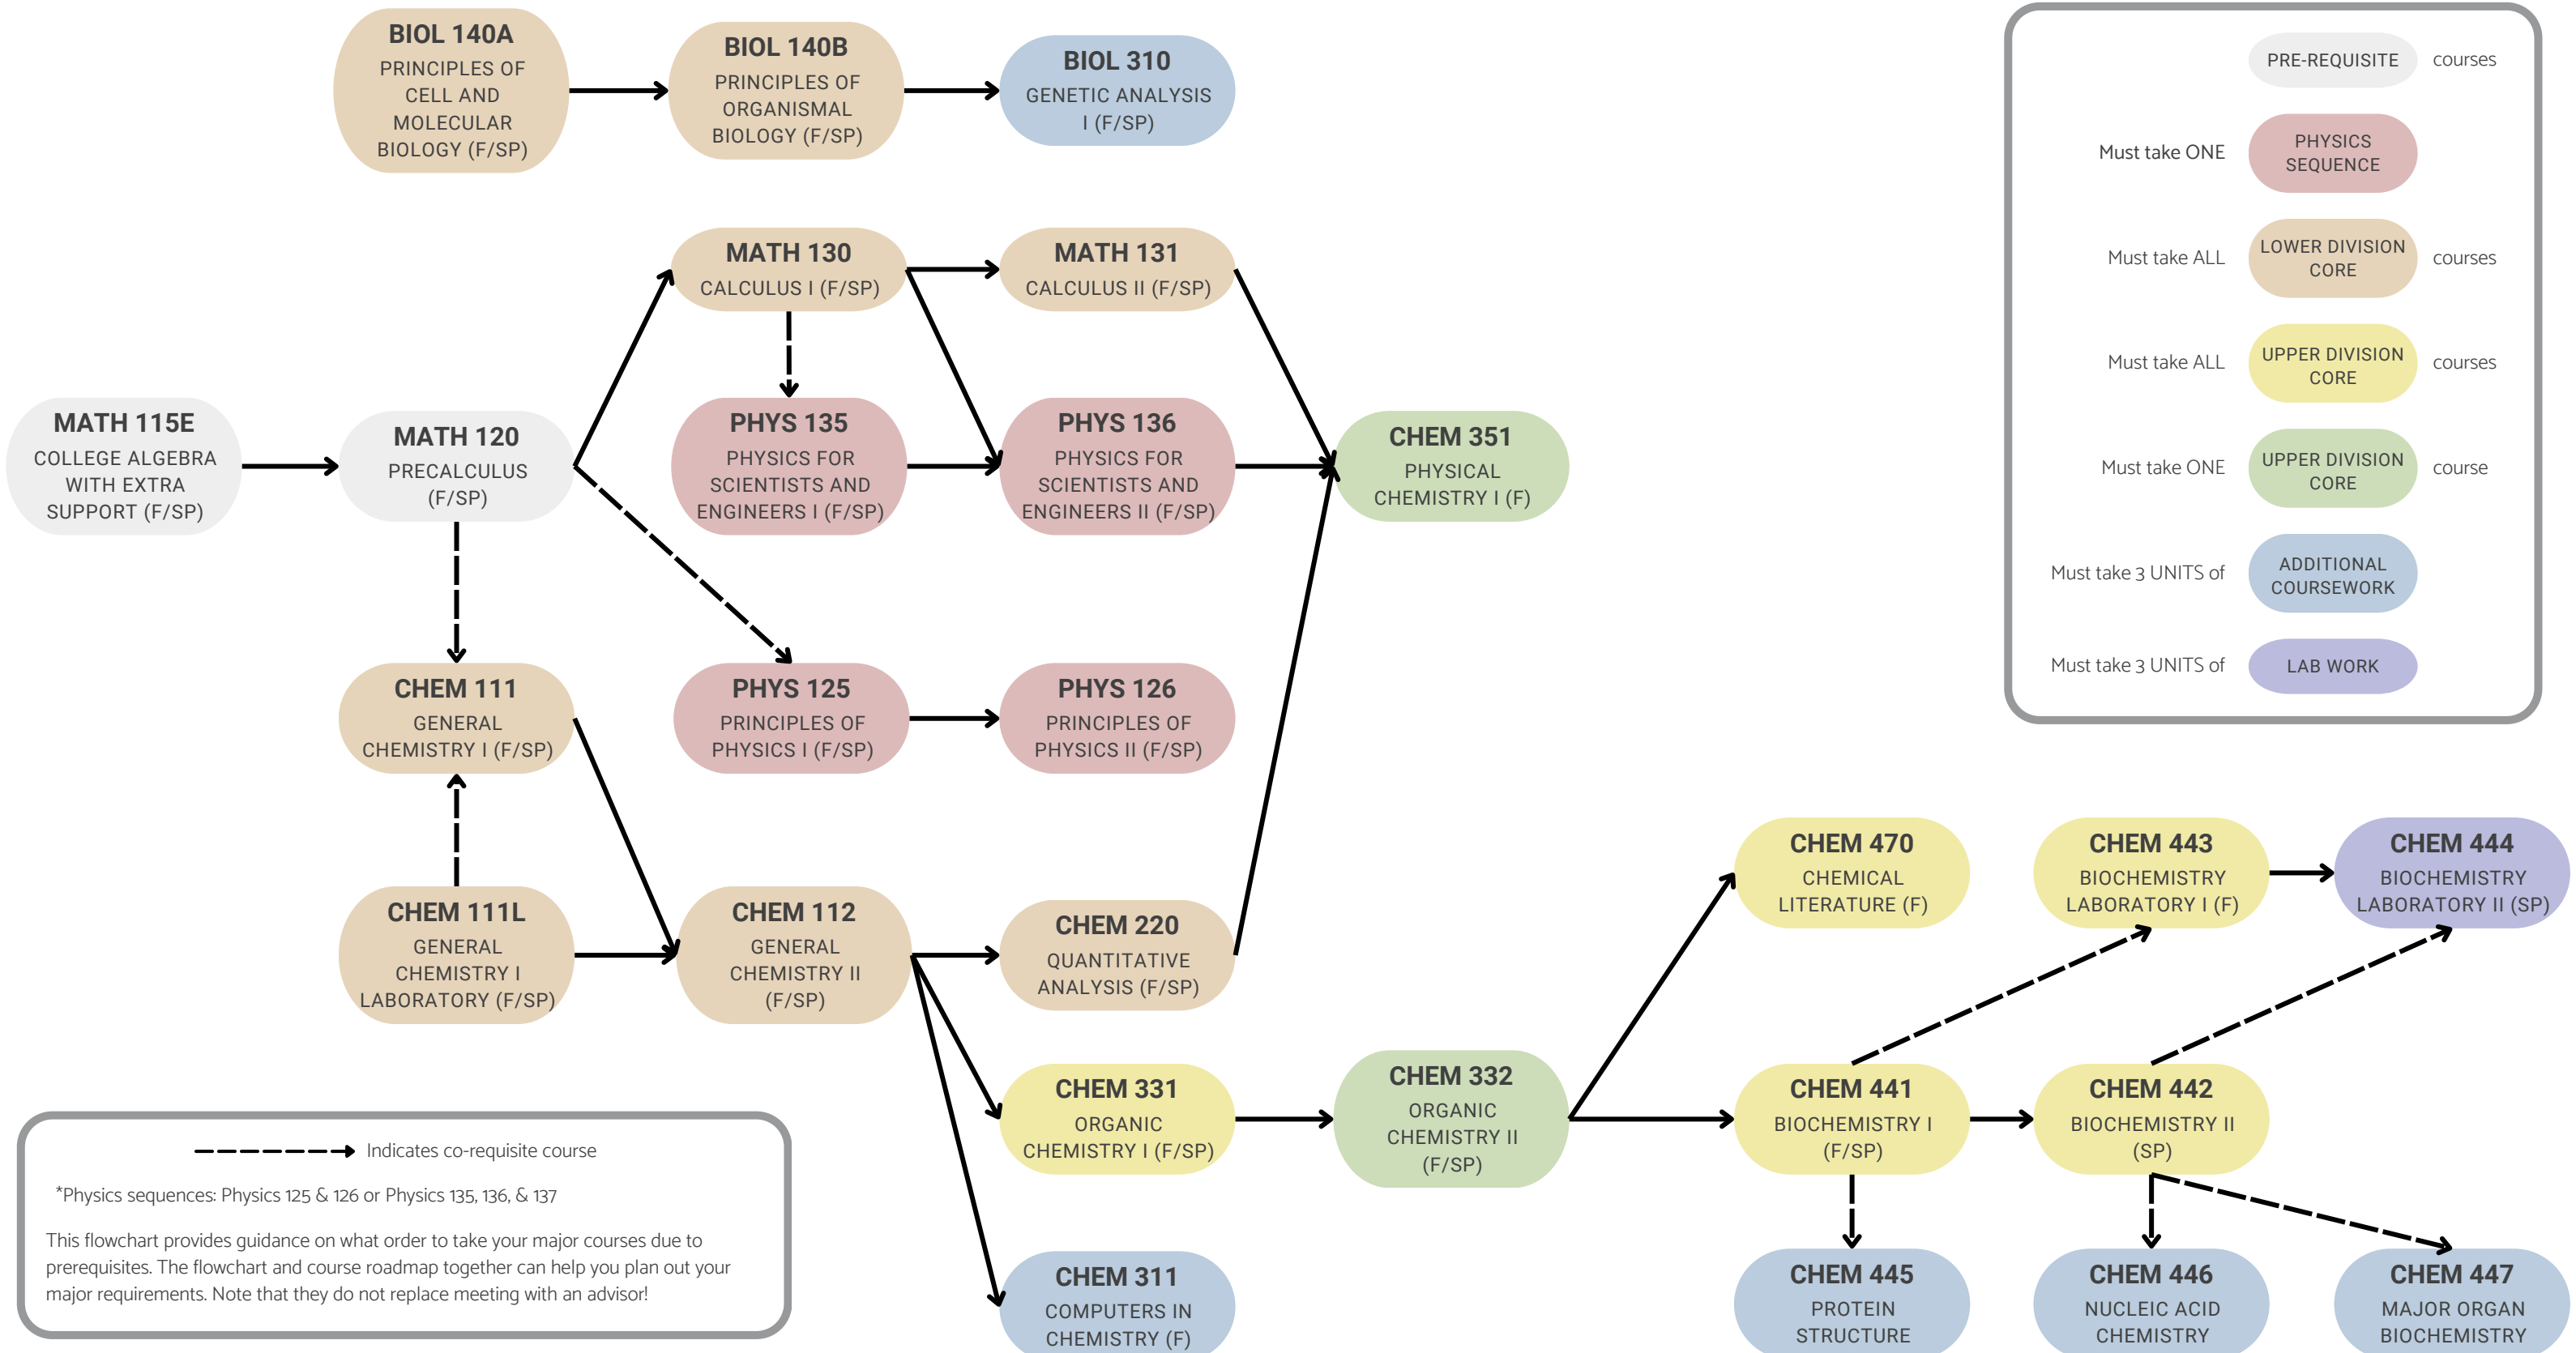 BIOL 140A
PRINCIPLES OF
CELL AND
MOLECULAR
BIOLOGY (F/SP)
BIOL 140B
PRINCIPLES OF
ORGANISMAL
BIOLOGY (F/SP)
BIOL 310
GENETIC ANALYSIS
I (F/SP)
PRE-REQUISITE courses
Must take ONE PHYSICS
SEQUENCE
Must take ALL LOWER DIVISION
CORE courses
Must take ALL UPPER DIVISION
CORE courses
Must take ONE UPPER DIVISION
CORE course
Must take 3 UNITS of ADDITIONAL
COURSEWORK
Must take 3 UNITS of LAB WORK
MATH 130
CALCULUS I (F/SP)
MATH 131
CALCULUS II (F/SP)
MATH 115E
COLLEGE ALGEBRA
WITH EXTRA
SUPPORT (F/SP)
MATH 120
PRECALCULUS
(F/SP)
PHYS 135
PHYSICS FOR
SCIENTISTS AND
ENGINEERS I (F/SP)
PHYS 136
PHYSICS FOR
SCIENTISTS AND
ENGINEERS II (F/SP)
CHEM 351
PHYSICAL
CHEMISTRY I (F)
CHEM 111
GENERAL
CHEMISTRY I (F/SP)
PHYS 125
PRINCIPLES OF
PHYSICS I (F/SP)
PHYS 126
PRINCIPLES OF
PHYSICS II (F/SP)
CHEM 111L
GENERAL
CHEMISTRY I
LABORATORY (F/SP)
CHEM 112
GENERAL
CHEMISTRY II
(F/SP)
CHEM 220
QUANTITATIVE
ANALYSIS (F/SP)
CHEM 470
CHEMICAL
LITERATURE (F)
CHEM 443
BIOCHEMISTRY
LABORATORY I (F)
CHEM 444
BIOCHEMISTRY
LABORATORY II (SP)
CHEM 331
ORGANIC
CHEMISTRY I (F/SP)
CHEM 332
ORGANIC
CHEMISTRY II
(F/SP)
CHEM 441
BIOCHEMISTRY I
(F/SP)
CHEM 442
BIOCHEMISTRY II
(SP)
CHEM 311
COMPUTERS IN
CHEMISTRY (F)
CHEM 445
PROTEIN
STRUCTURE
CHEM 446
NUCLEIC ACID
CHEMISTRY
CHEM 447
MAJOR ORGAN
BIOCHEMISTRY
Indicates co-requisite course
*Physics sequences: Physics 125 & 126 or Physics 135, 136, & 137
This flowchart provides guidance on what order to take your major courses due to
prerequisites. The flowchart and course roadmap together can help you plan out your
major requirements. Note that they do not replace meeting with an advisor!